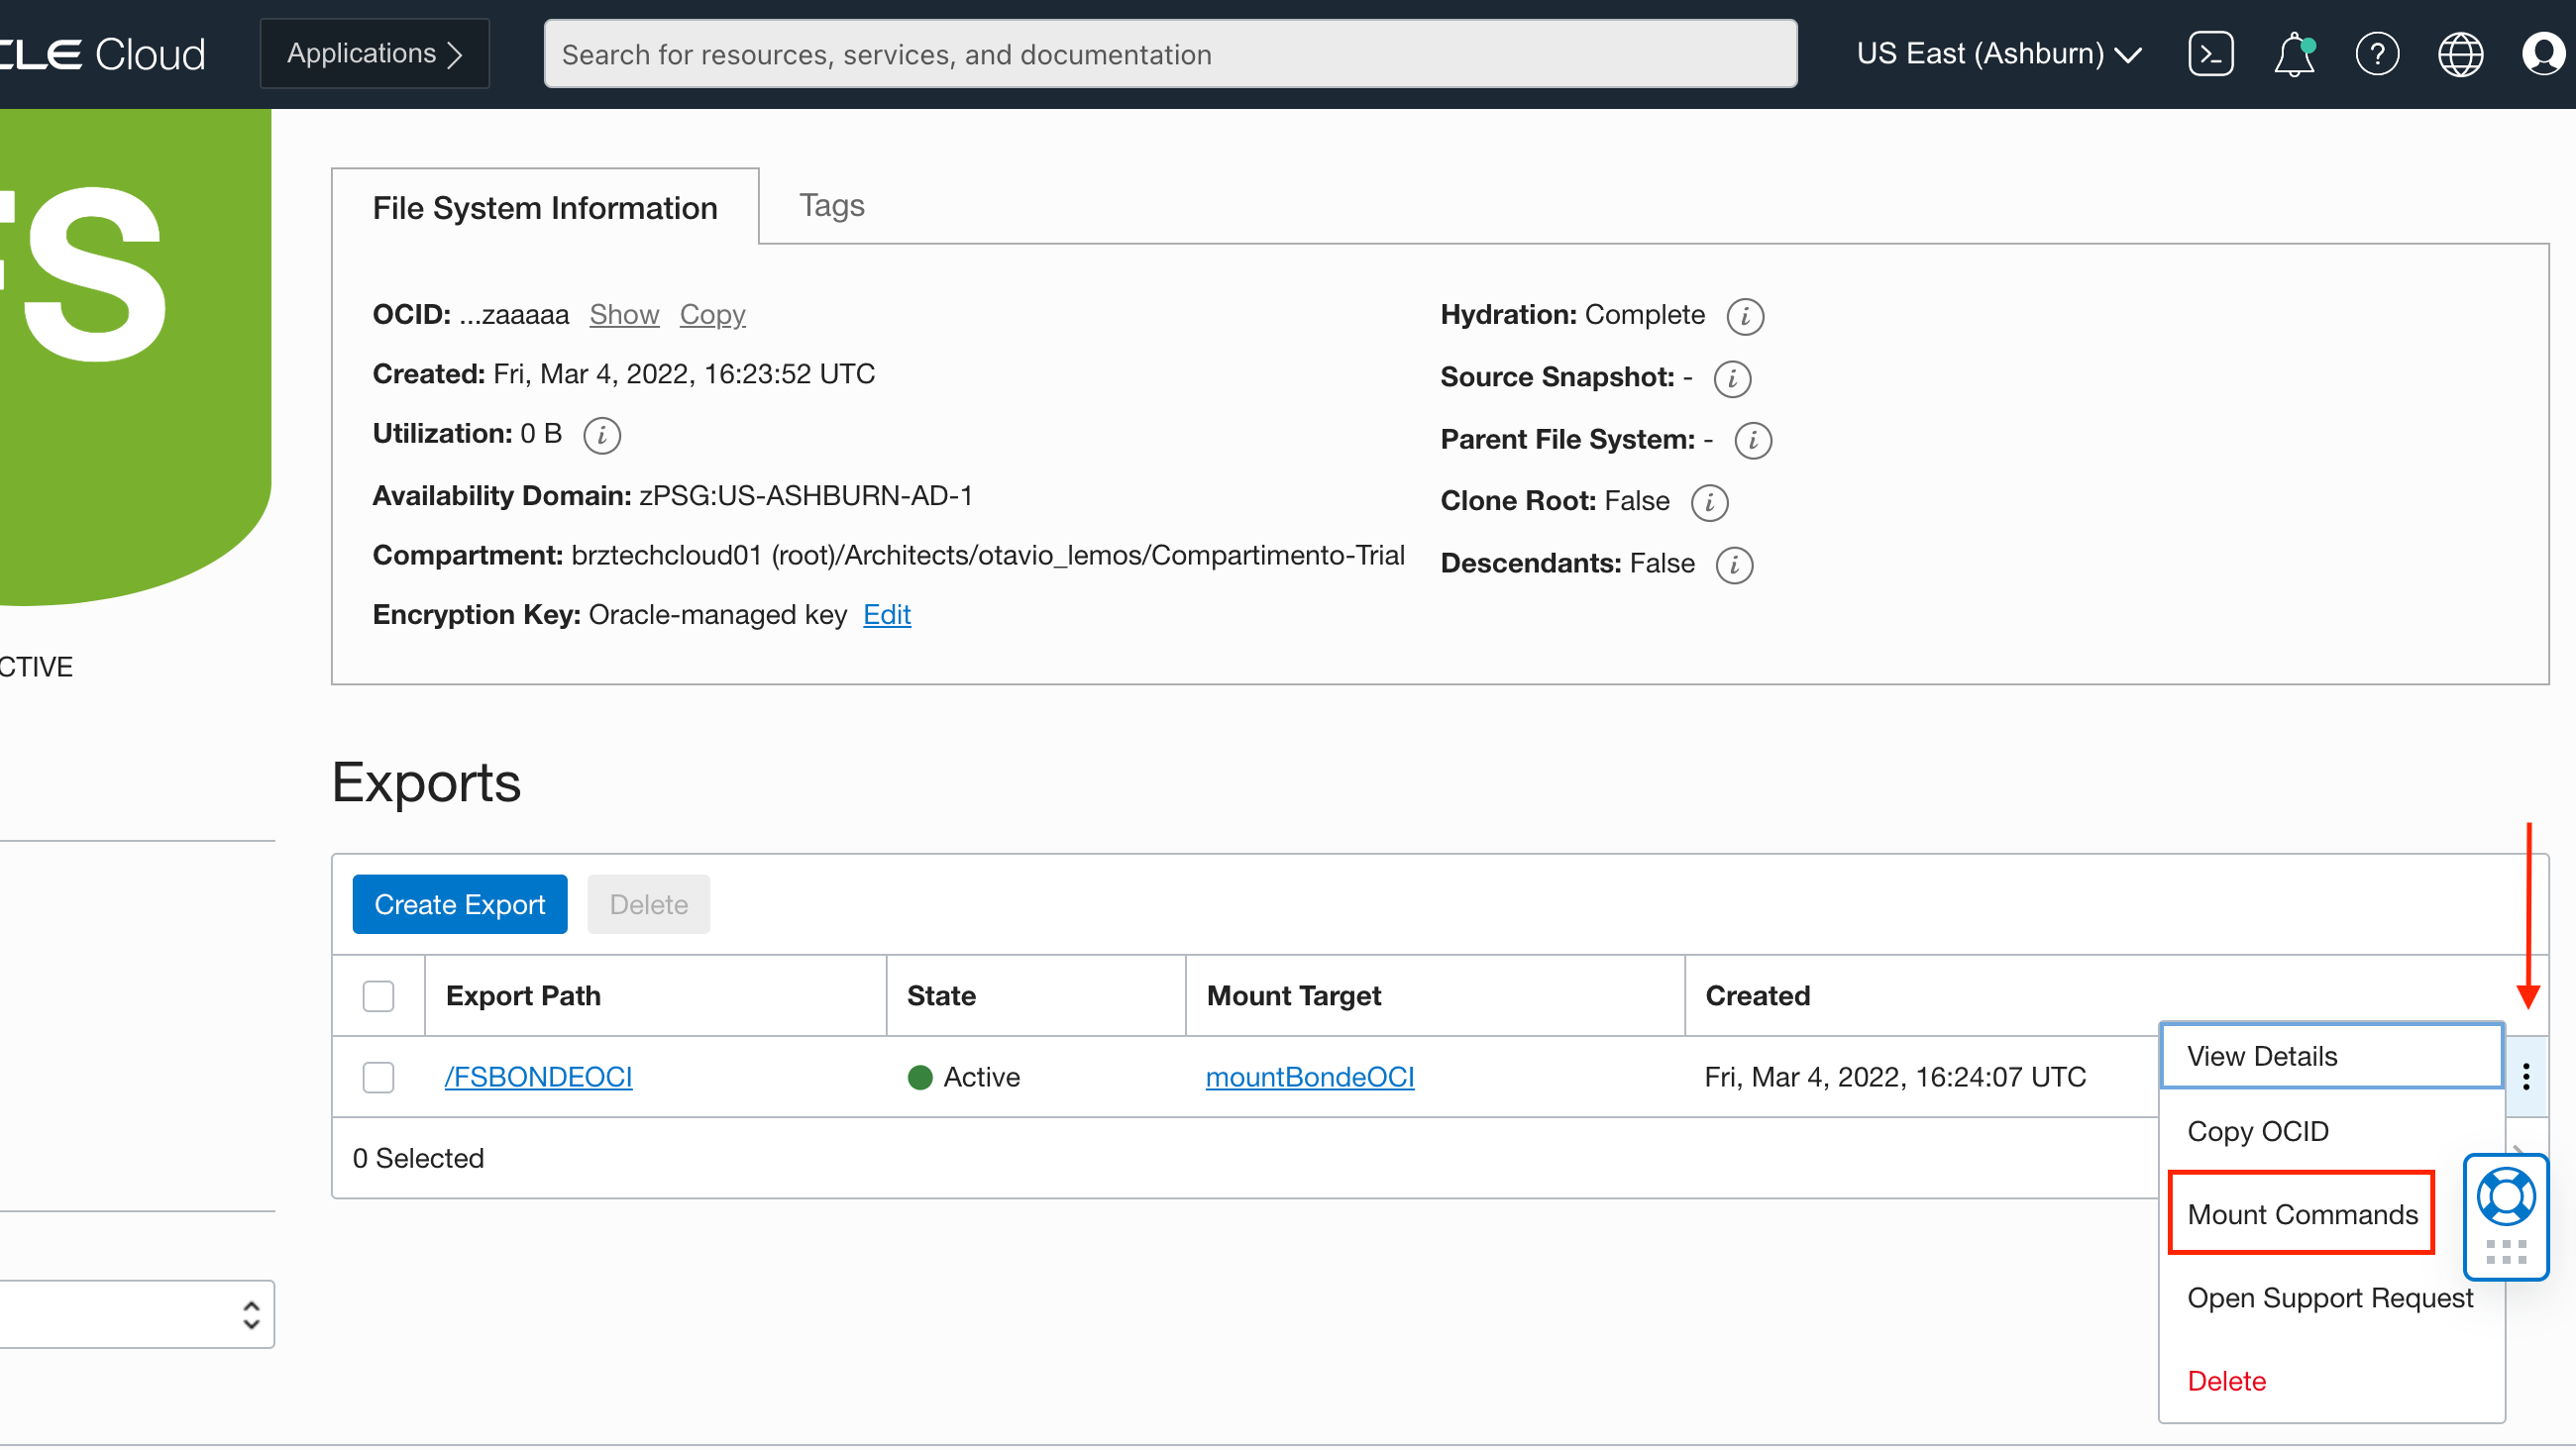 CLE Cloud
Applications
Search for resources, services, and documentation
US East (Ashburn)
FS
CTIVE
File System Information
Tags
OCID: ...zaaaaa Show Copy
Created: Fri, Mar 4, 2022, 16:23:52 UTC
Utilization: 0 B
Availability Domain: zPSG:US-ASHBURN-AD-1
Compartment: brztechcloud01 (root)/Architects/otavio_lemos/Compartimento-Trial
Encryption Key: Oracle-managed key Edit
Hydration: Complete
Source Snapshot: -
Parent File System: -
Clone Root: False
Descendants: False
Exports
Create Export
Delete
Export Path State Mount Target Created
/FSBONDEOCI Active mountBondeOCI Fri, Mar 4, 2022, 16:24:07 UTC
0 Selected
View Details
Copy OCID
Mount Commands
Open Support Request
Delete